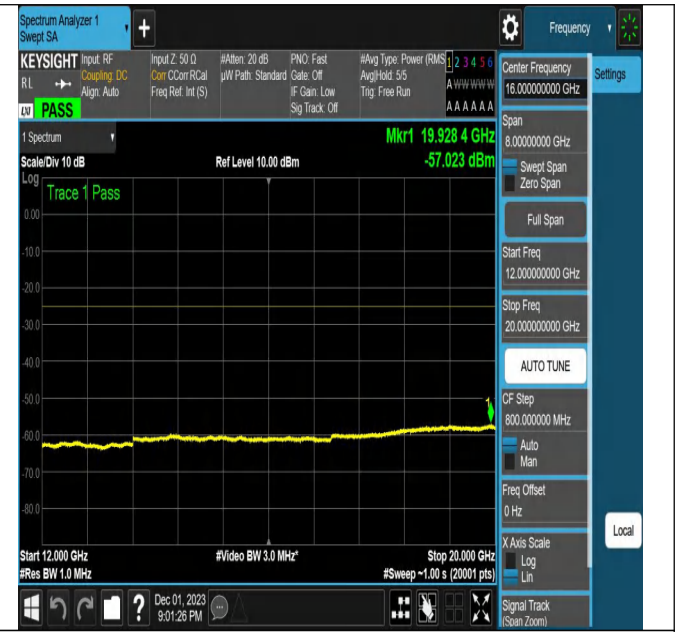 Spectrum Analyzer 1
Swept SA
+
Frequency
KEYSIGHT
RL
LXI PASS
Input: RF
Coupling: DC
Align: Auto
Input Z: 50 Ω
Corr CCorr RCal
Freq Ref: Int (S)
#Atten: 20 dB
µW Path: Standard
PNO: Fast
Gate: Off
IF Gain: Low
Sig Track: Off
#Avg Type: Power (RMS
Avg|Hold: 5/5
Trig: Free Run
1 2 3 4 5 6
A W W W W W
A A A A A A
1 Spectrum
Scale/Div 10 dB
Ref Level 10.00 dBm
Mkr1 19.928 4 GHz
-57.023 dBm
Log
Trace 1 Pass
0.00
-10.0
-20.0
-30.0
-40.0
-50.0
-60.0
-70.0
-80.0
1
Start 12.000 GHz
#Res BW 1.0 MHz
#Video BW 3.0 MHz*
Stop 20.000 GHz
#Sweep ~1.00 s (20001 pts)
Center Frequency
16.000000000 GHz
Settings
Span
8.00000000 GHz
Swept Span
Zero Span
Full Span
Start Freq
12.000000000 GHz
Stop Freq
20.000000000 GHz
AUTO TUNE
CF Step
800.000000 MHz
Auto
Man
Freq Offset
0 Hz
X Axis Scale
Log
Lin
Local
Signal Track
(Span Zoom)
?
Dec 01, 2023
9:01:26 PM